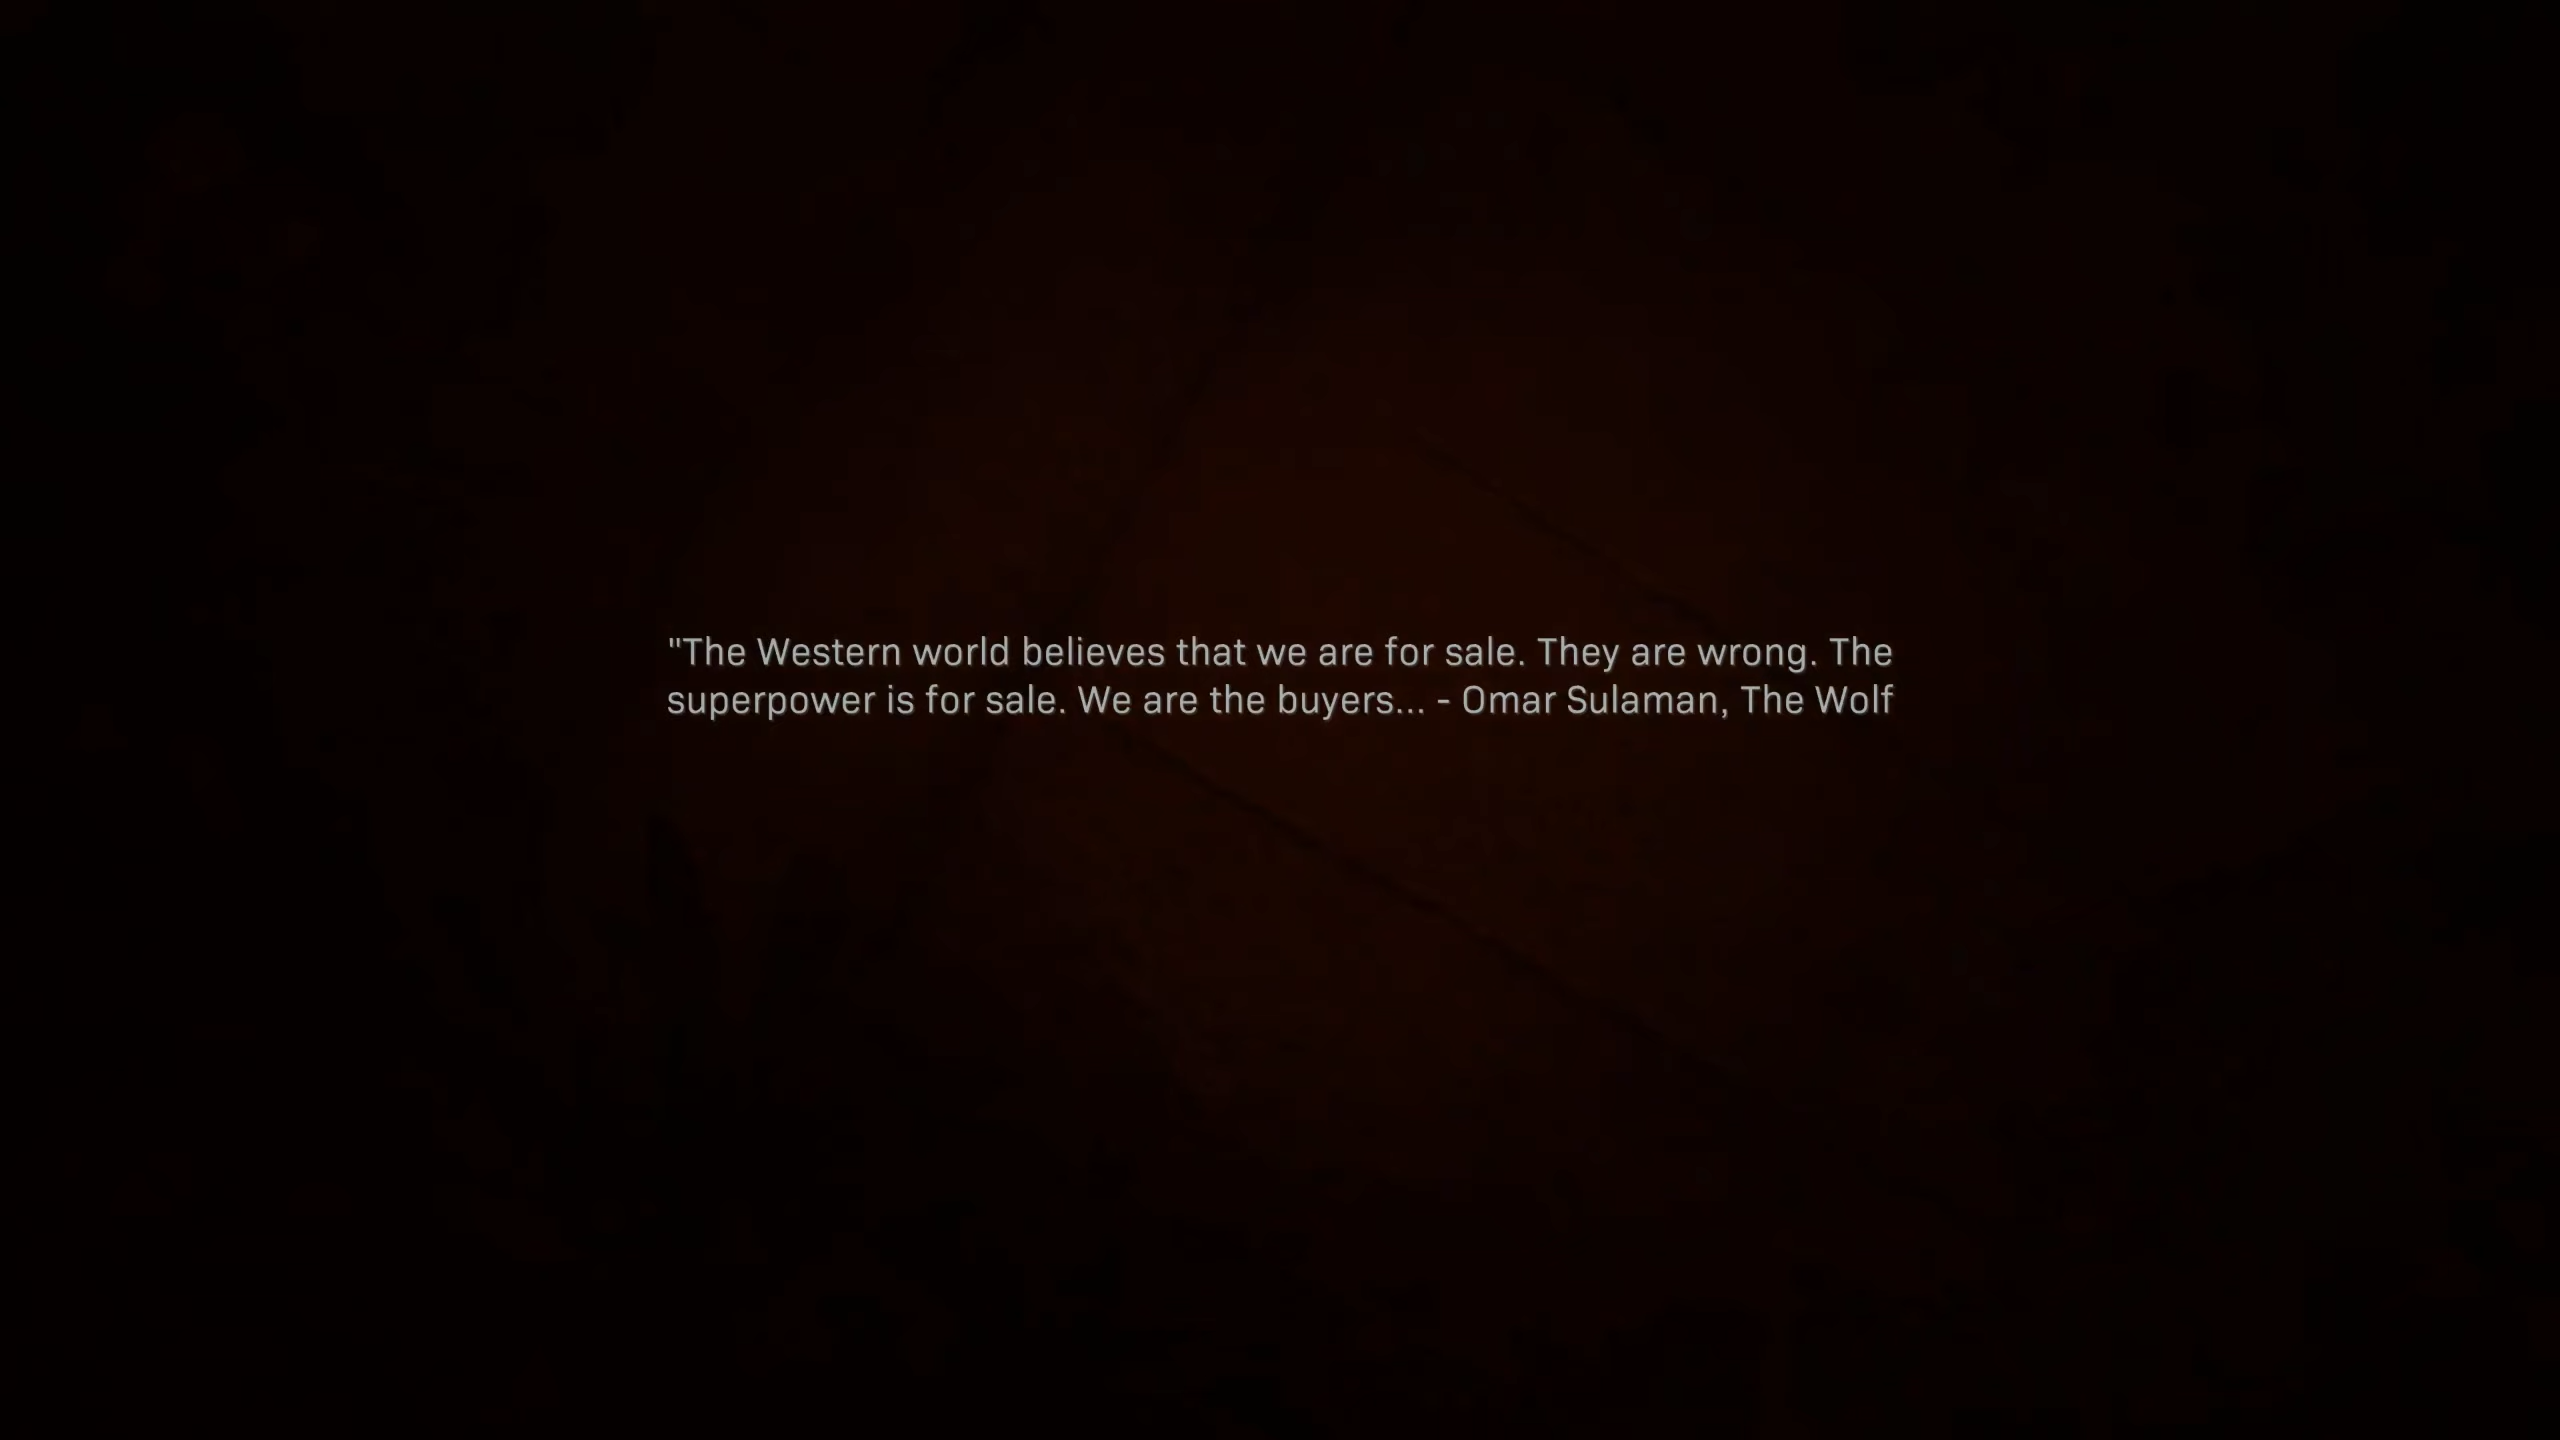 "The Western world believes that we are for sale. They are wrong. The
superpower is for sale. We are the buyers... - Omar Sulaman, The Wolf